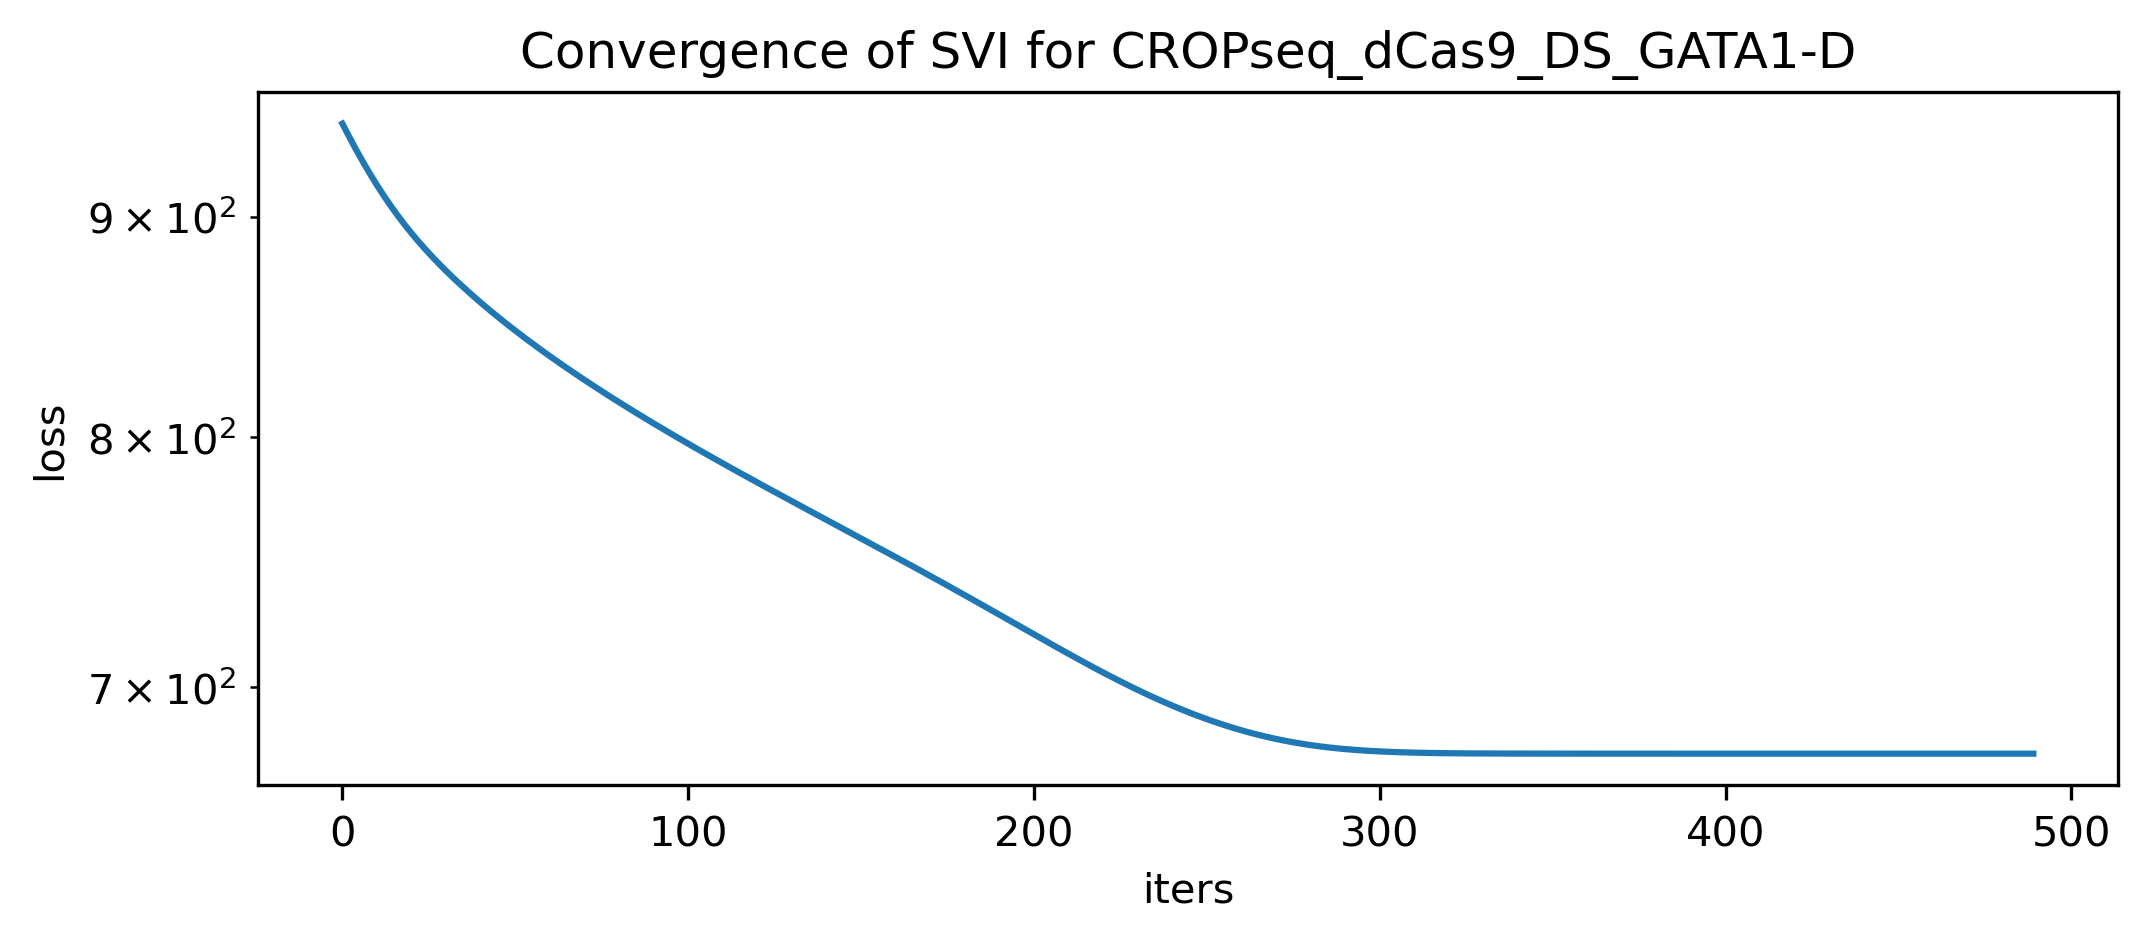 Convergence of SVI for CROPseq_dCas9_DS_GATA1-D
9 × 10²
8 × 10²
7 × 10²
loss
0 100 200 300 400 500
iters